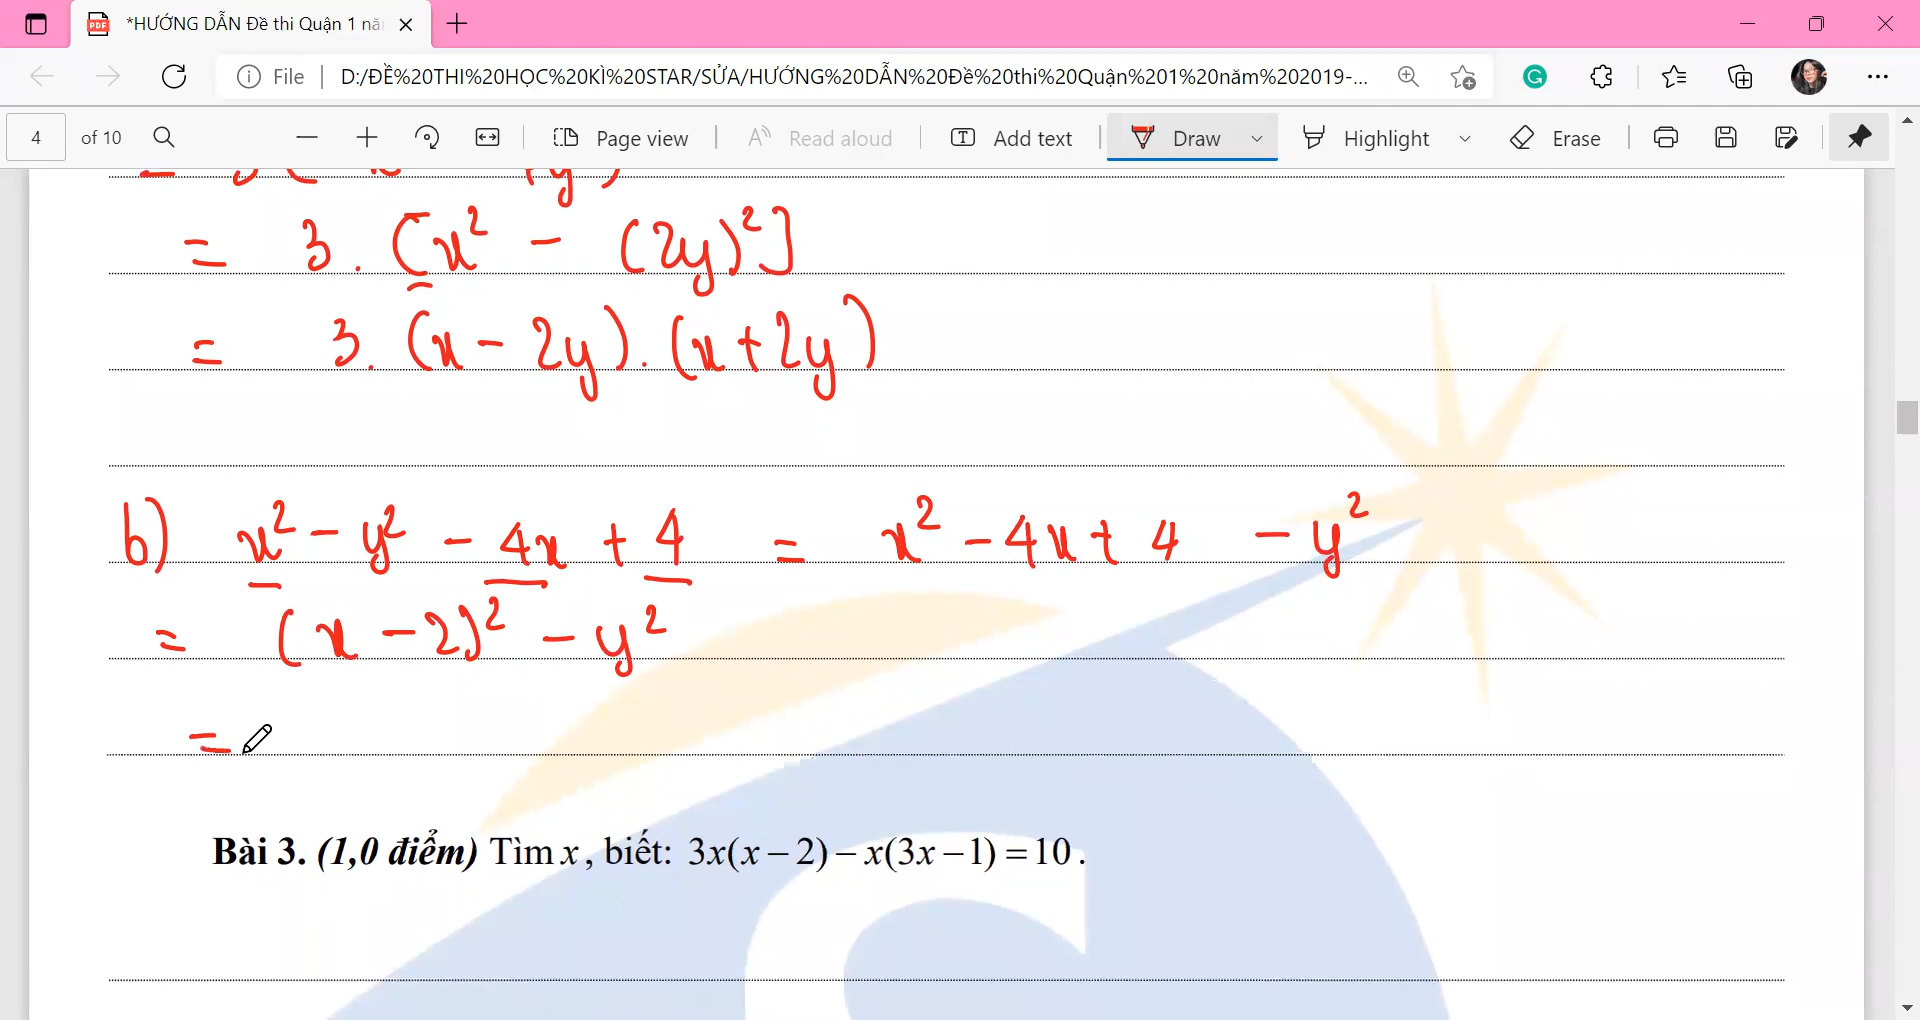 *HƯỚNG DẪN Đề thi Quận 1 nă
File D:/ĐỀ%20THI%20HỌC%20KÌ%20STAR/SỬA/HƯỚNG%20DẪN%20Đề%20thi%20Quận%201%20năm%202019-...
4 of 10 Page view Read aloud Add text Draw Highlight Erase
= 3 . [x² - (2y)²]
= 3. (x - 2y) . (x + 2y)
b) x² - y² - 4x + 4 = x² - 4x + 4 - y²
= (x - 2)² - y²
=
Bài 3. (1,0 điểm) Tìm x, biết: 3x(x − 2) − x(3x − 1) = 10.